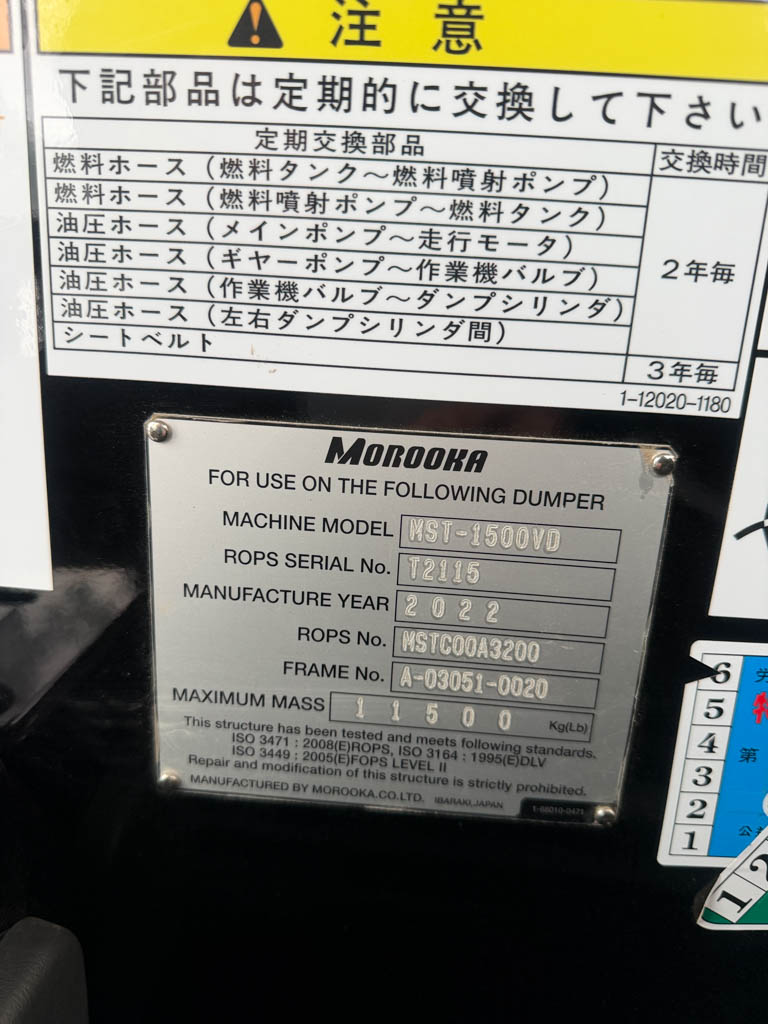 注意
下記部品は定期的に交換して下さい
定期交換部品 交換時間
燃料ホース（燃料タンク～燃料噴射ポンプ）
燃料ホース（燃料噴射ポンプ～燃料タンク）
油圧ホース（メインポンプ～走行モータ）
油圧ホース（ギヤーポンプ～作業機バルブ）
油圧ホース（作業機バルブ～ダンプシリンダ）
油圧ホース（左右ダンプシリンダ間）
２年毎
シートベルト
３年毎
1-12020-1180
MOROOKA
FOR USE ON THE FOLLOWING DUMPER
MACHINE MODEL MST-1500VD
ROPS SERIAL No. T2115
MANUFACTURE YEAR 2022
ROPS No. MSTC00A3200
FRAME No. A-03051-0020
MAXIMUM MASS 11500 Kg(Lb)
This structure has been tested and meets following standards.
ISO 3471 : 2008(E)ROPS, ISO 3164 : 1995(E)DLV
ISO 3449 : 2005(E)FOPS LEVEL II
Repair and modification of this structure is strictly prohibited.
MANUFACTURED BY MOROOKA.CO.LTD. IBARAKI,JAPAN
1-68010-0471
6
5
4
3
2
1
第
1
2